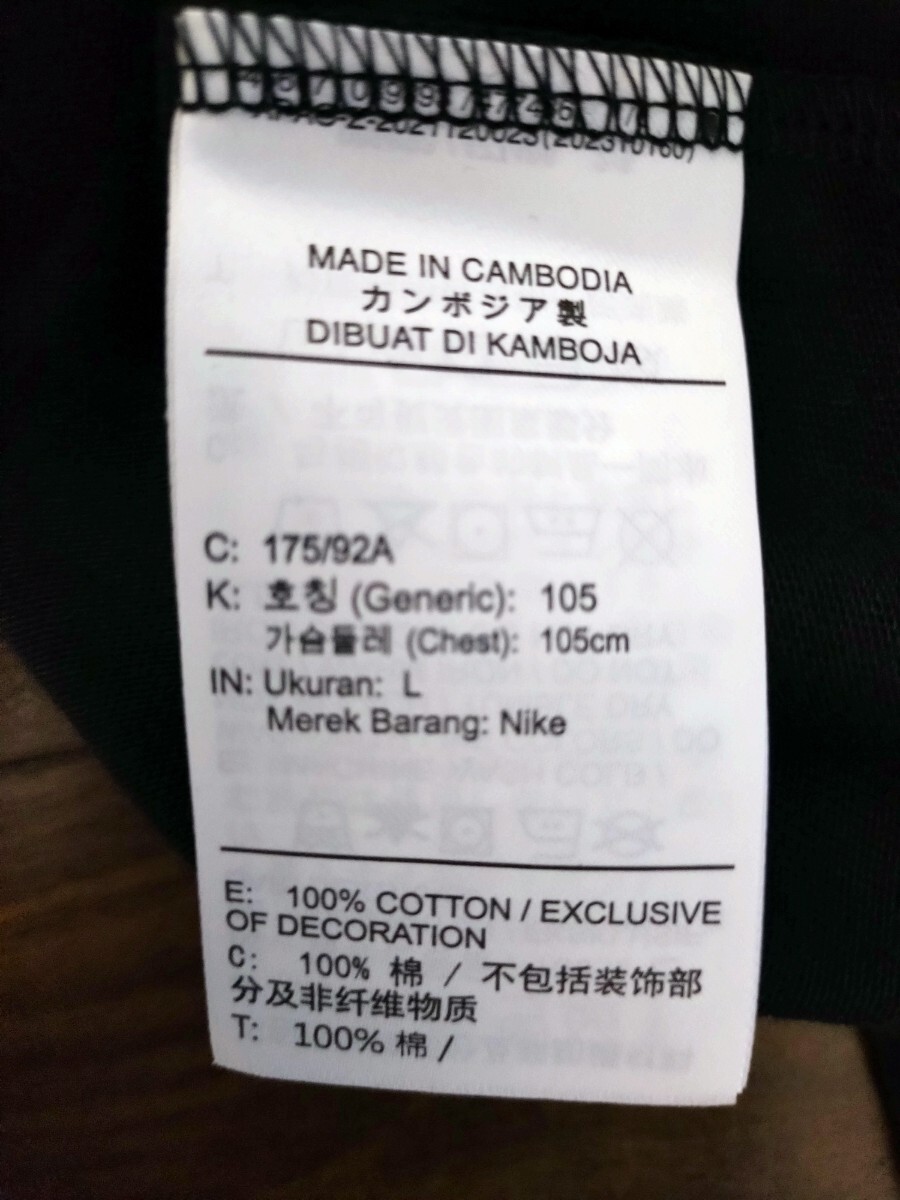 MADE IN CAMBODIA
カンボジア製
DIBUAT DI KAMBOJA
C: 175/92A
K: 호칭 (Generic): 105
가슴둘레 (Chest): 105cm
IN: Ukuran: L
Merek Barang: Nike
E: 100% COTTON / EXCLUSIVE
OF DECORATION
C: 100% 棉 / 不包括装饰部
分及非纤维物质
T: 100% 棉 /